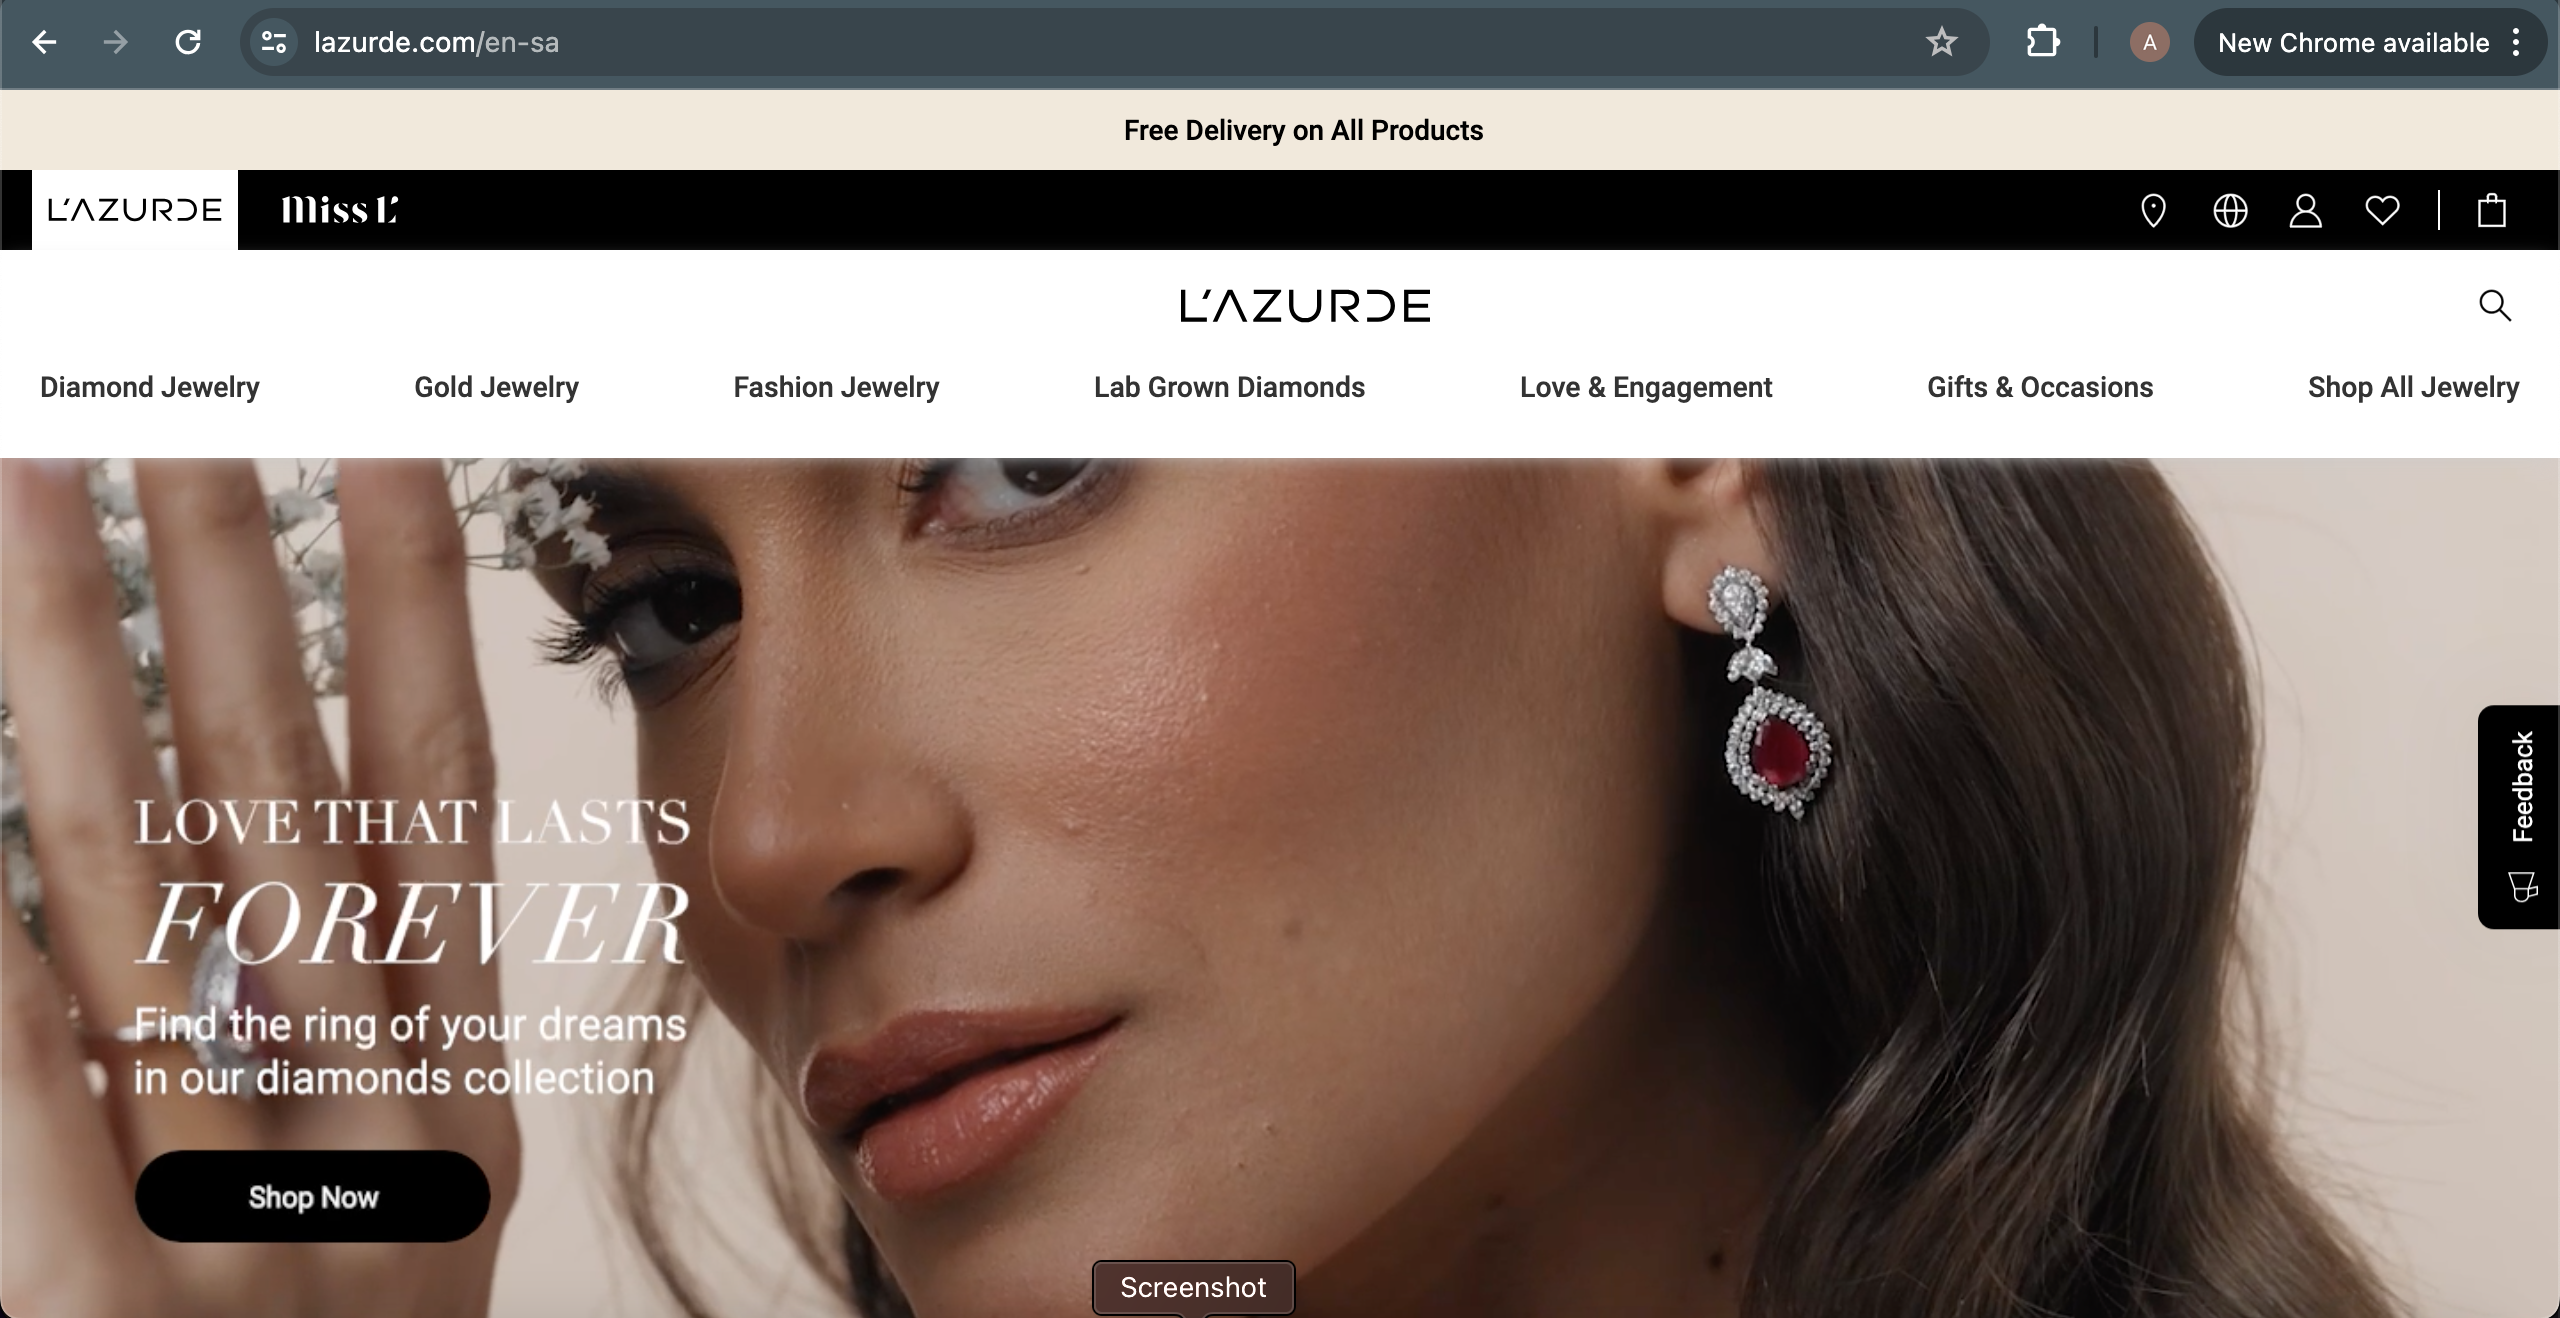 lazurde.com/en-sa
A
New Chrome available
Free Delivery on All Products
L'AZURDE
Miss L'
L'AZURDE
Diamond Jewelry
Gold Jewelry
Fashion Jewelry
Lab Grown Diamonds
Love & Engagement
Gifts & Occasions
Shop All Jewelry
LOVE THAT LASTS
FOREVER
Find the ring of your dreams
in our diamonds collection
Shop Now
Feedback
Screenshot